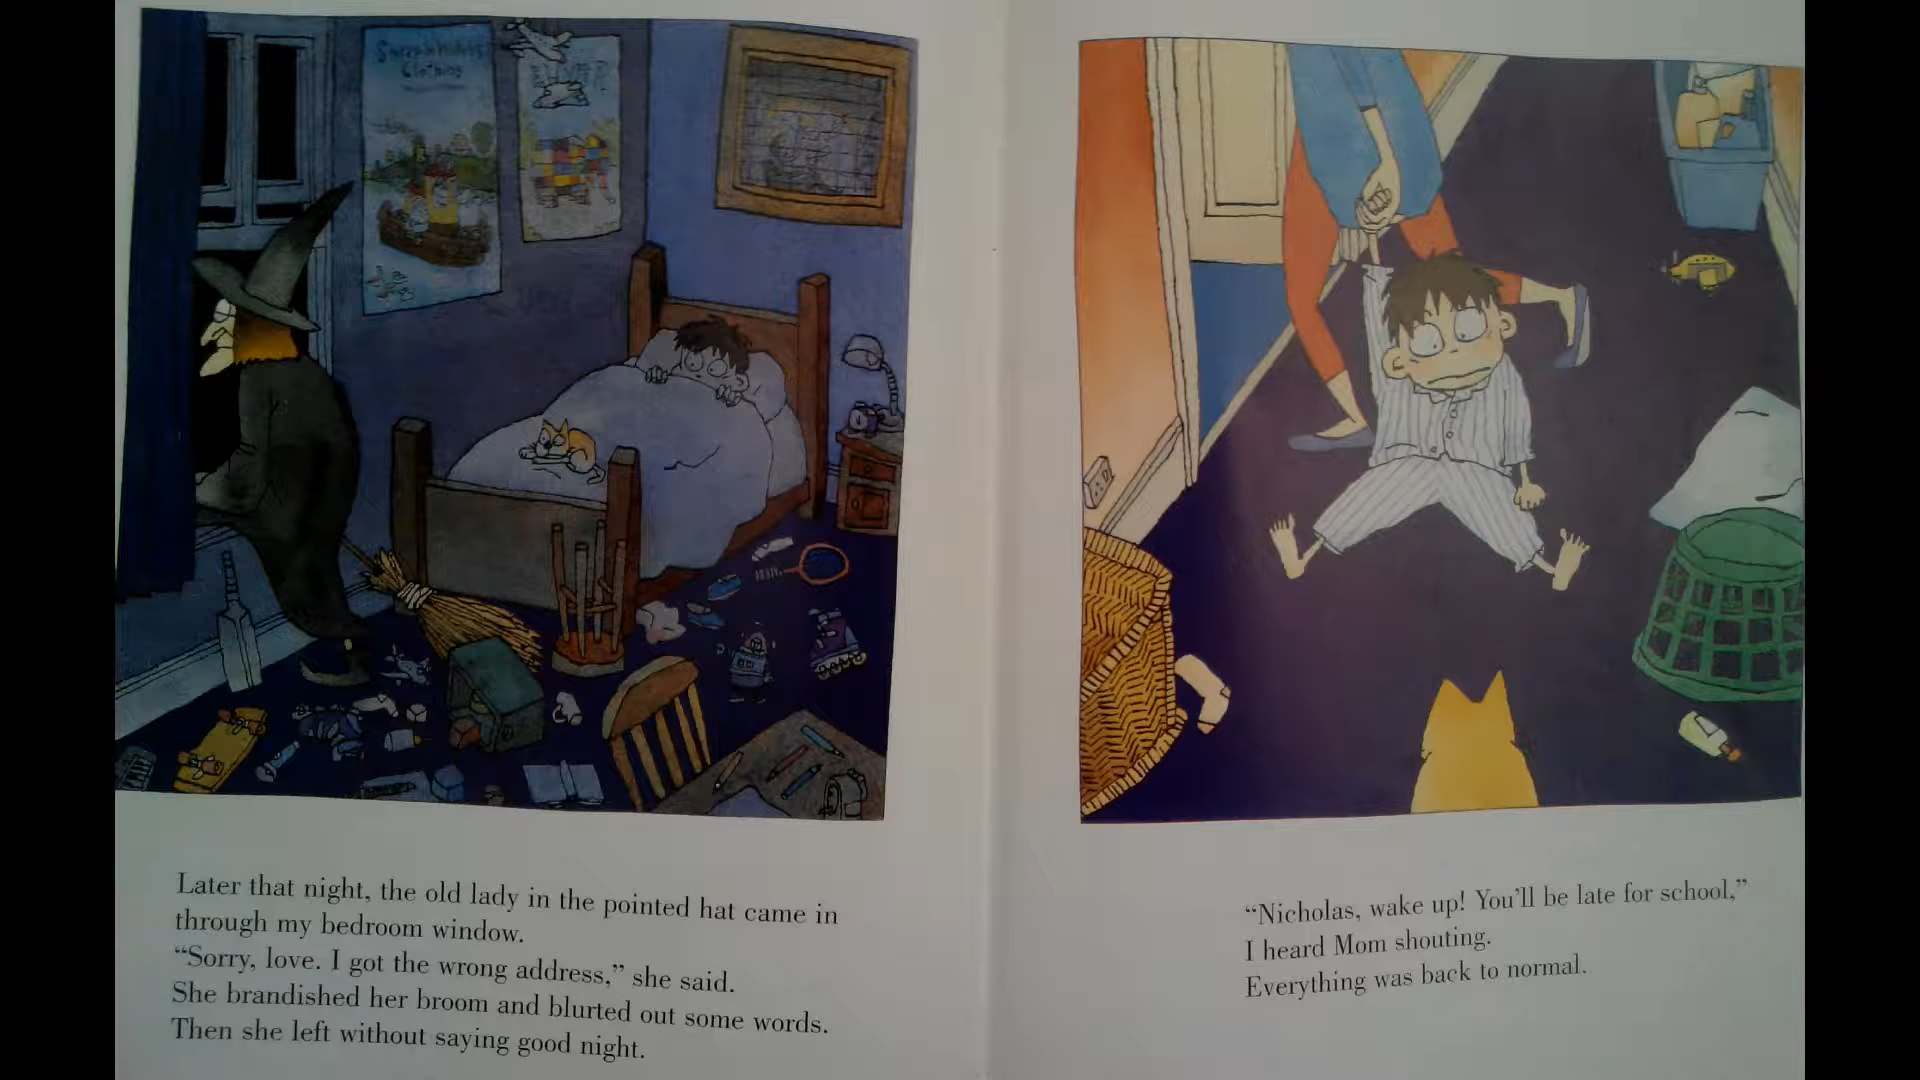 Later that night, the old lady in the pointed hat came in
through my bedroom window.
“Sorry, love. I got the wrong address,” she said.
She brandished her broom and blurted out some words.
Then she left without saying good night.
“Nicholas, wake up! You’ll be late for school,”
I heard Mom shouting.
Everything was back to normal.